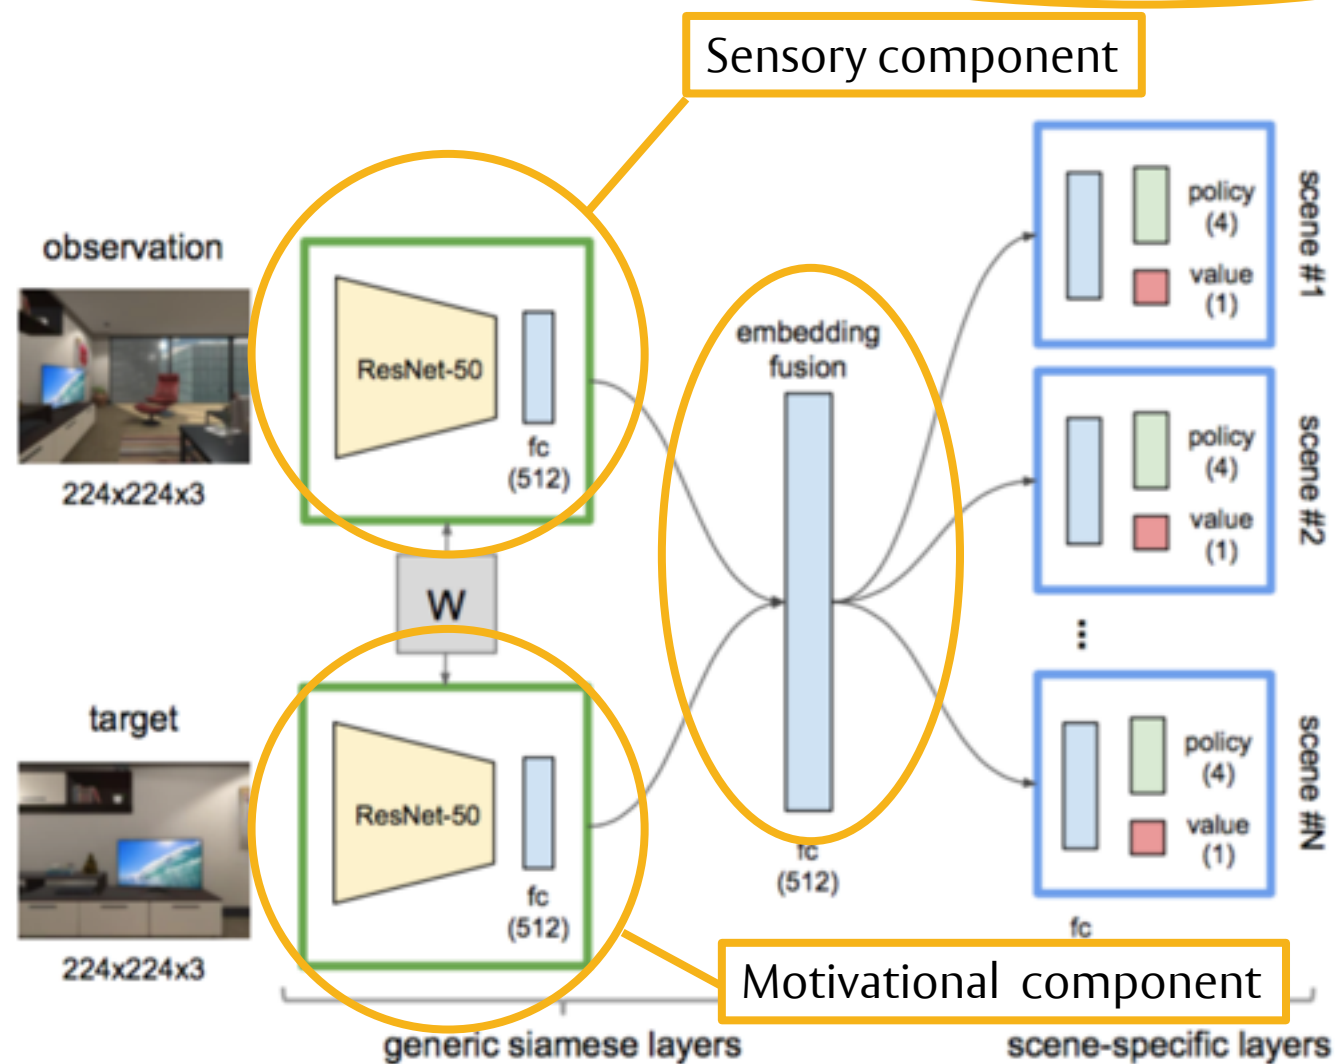 Sensory component
observation
224x224x3
ResNet-50
fc
(512)
W
target
224x224x3
ResNet-50
fc
(512)
embedding
fusion
fc
(512)
policy
(4)
value
(1)
scene #1
policy
(4)
value
(1)
scene #2
...
policy
(4)
value
(1)
scene #N
fc
Motivational component
generic siamese layers
scene-specific layers